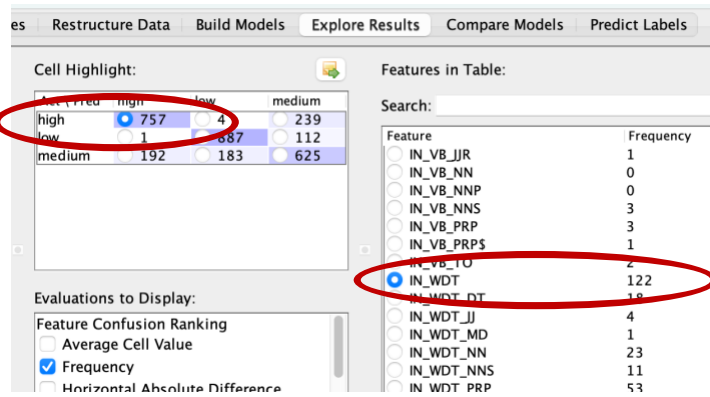 es Restructure Data Build Models Explore Results Compare Models Predict Labels
Cell Highlight:
Act \ Pred high low medium
high 757 4 239
low 1 887 112
medium 192 183 625
Evaluations to Display:
Feature Confusion Ranking
Average Cell Value
Frequency
Horizontal Absolute Difference
Features in Table:
Search:
Feature Frequency
IN_VB_JJR 1
IN_VB_NN 0
IN_VB_NNP 0
IN_VB_NNS 3
IN_VB_PRP 3
IN_VB_PRP$ 1
IN_VB_TO 2
IN_WDT 122
IN_WDT_DT 18
IN_WDT_JJ 4
IN_WDT_MD 1
IN_WDT_NN 23
IN_WDT_NNS 11
IN_WDT_PRP 53